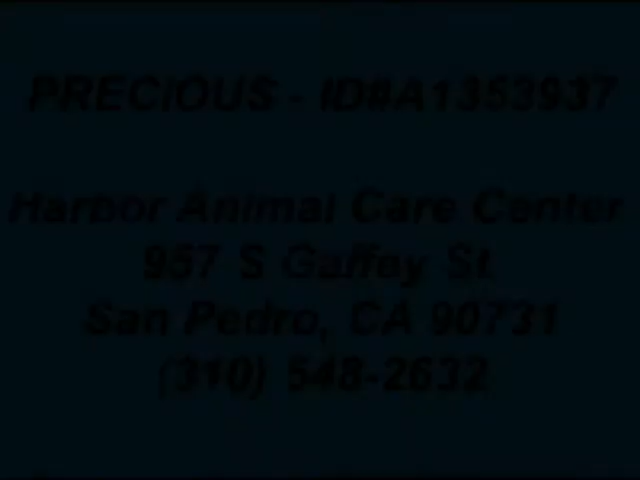 PRECIOUS - ID#A1353937
Harbor Animal Care Center
957 S Gaffey St
San Pedro, CA 90731
(310) 548-2632